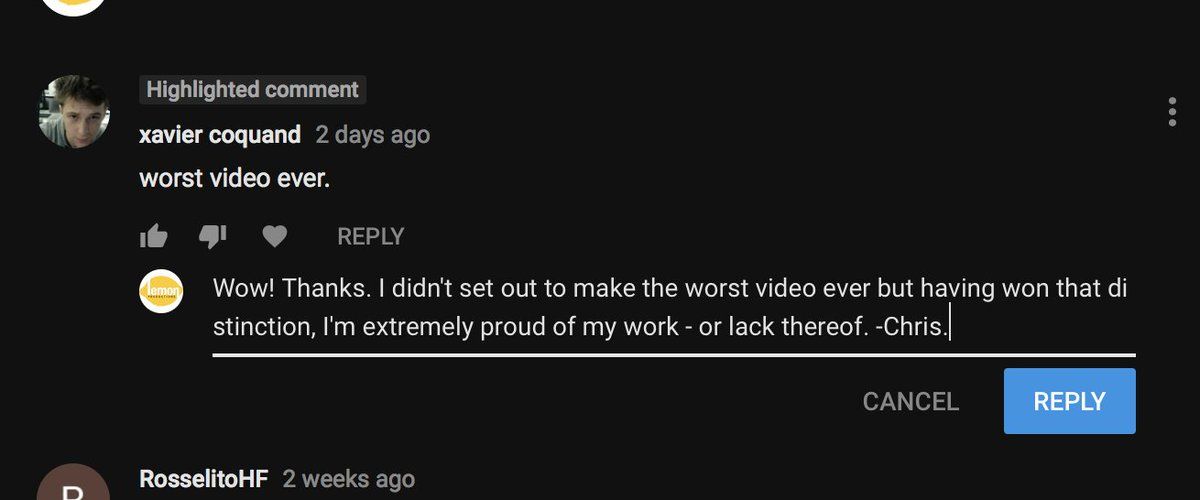 Highlighted comment
xavier coquand 2 days ago
worst video ever.
REPLY
lemon
PRODUCTIONS
Wow! Thanks. I didn't set out to make the worst video ever but having won that di
stinction, I'm extremely proud of my work - or lack thereof. -Chris.
CANCEL REPLY
R
RosselitoHF 2 weeks ago